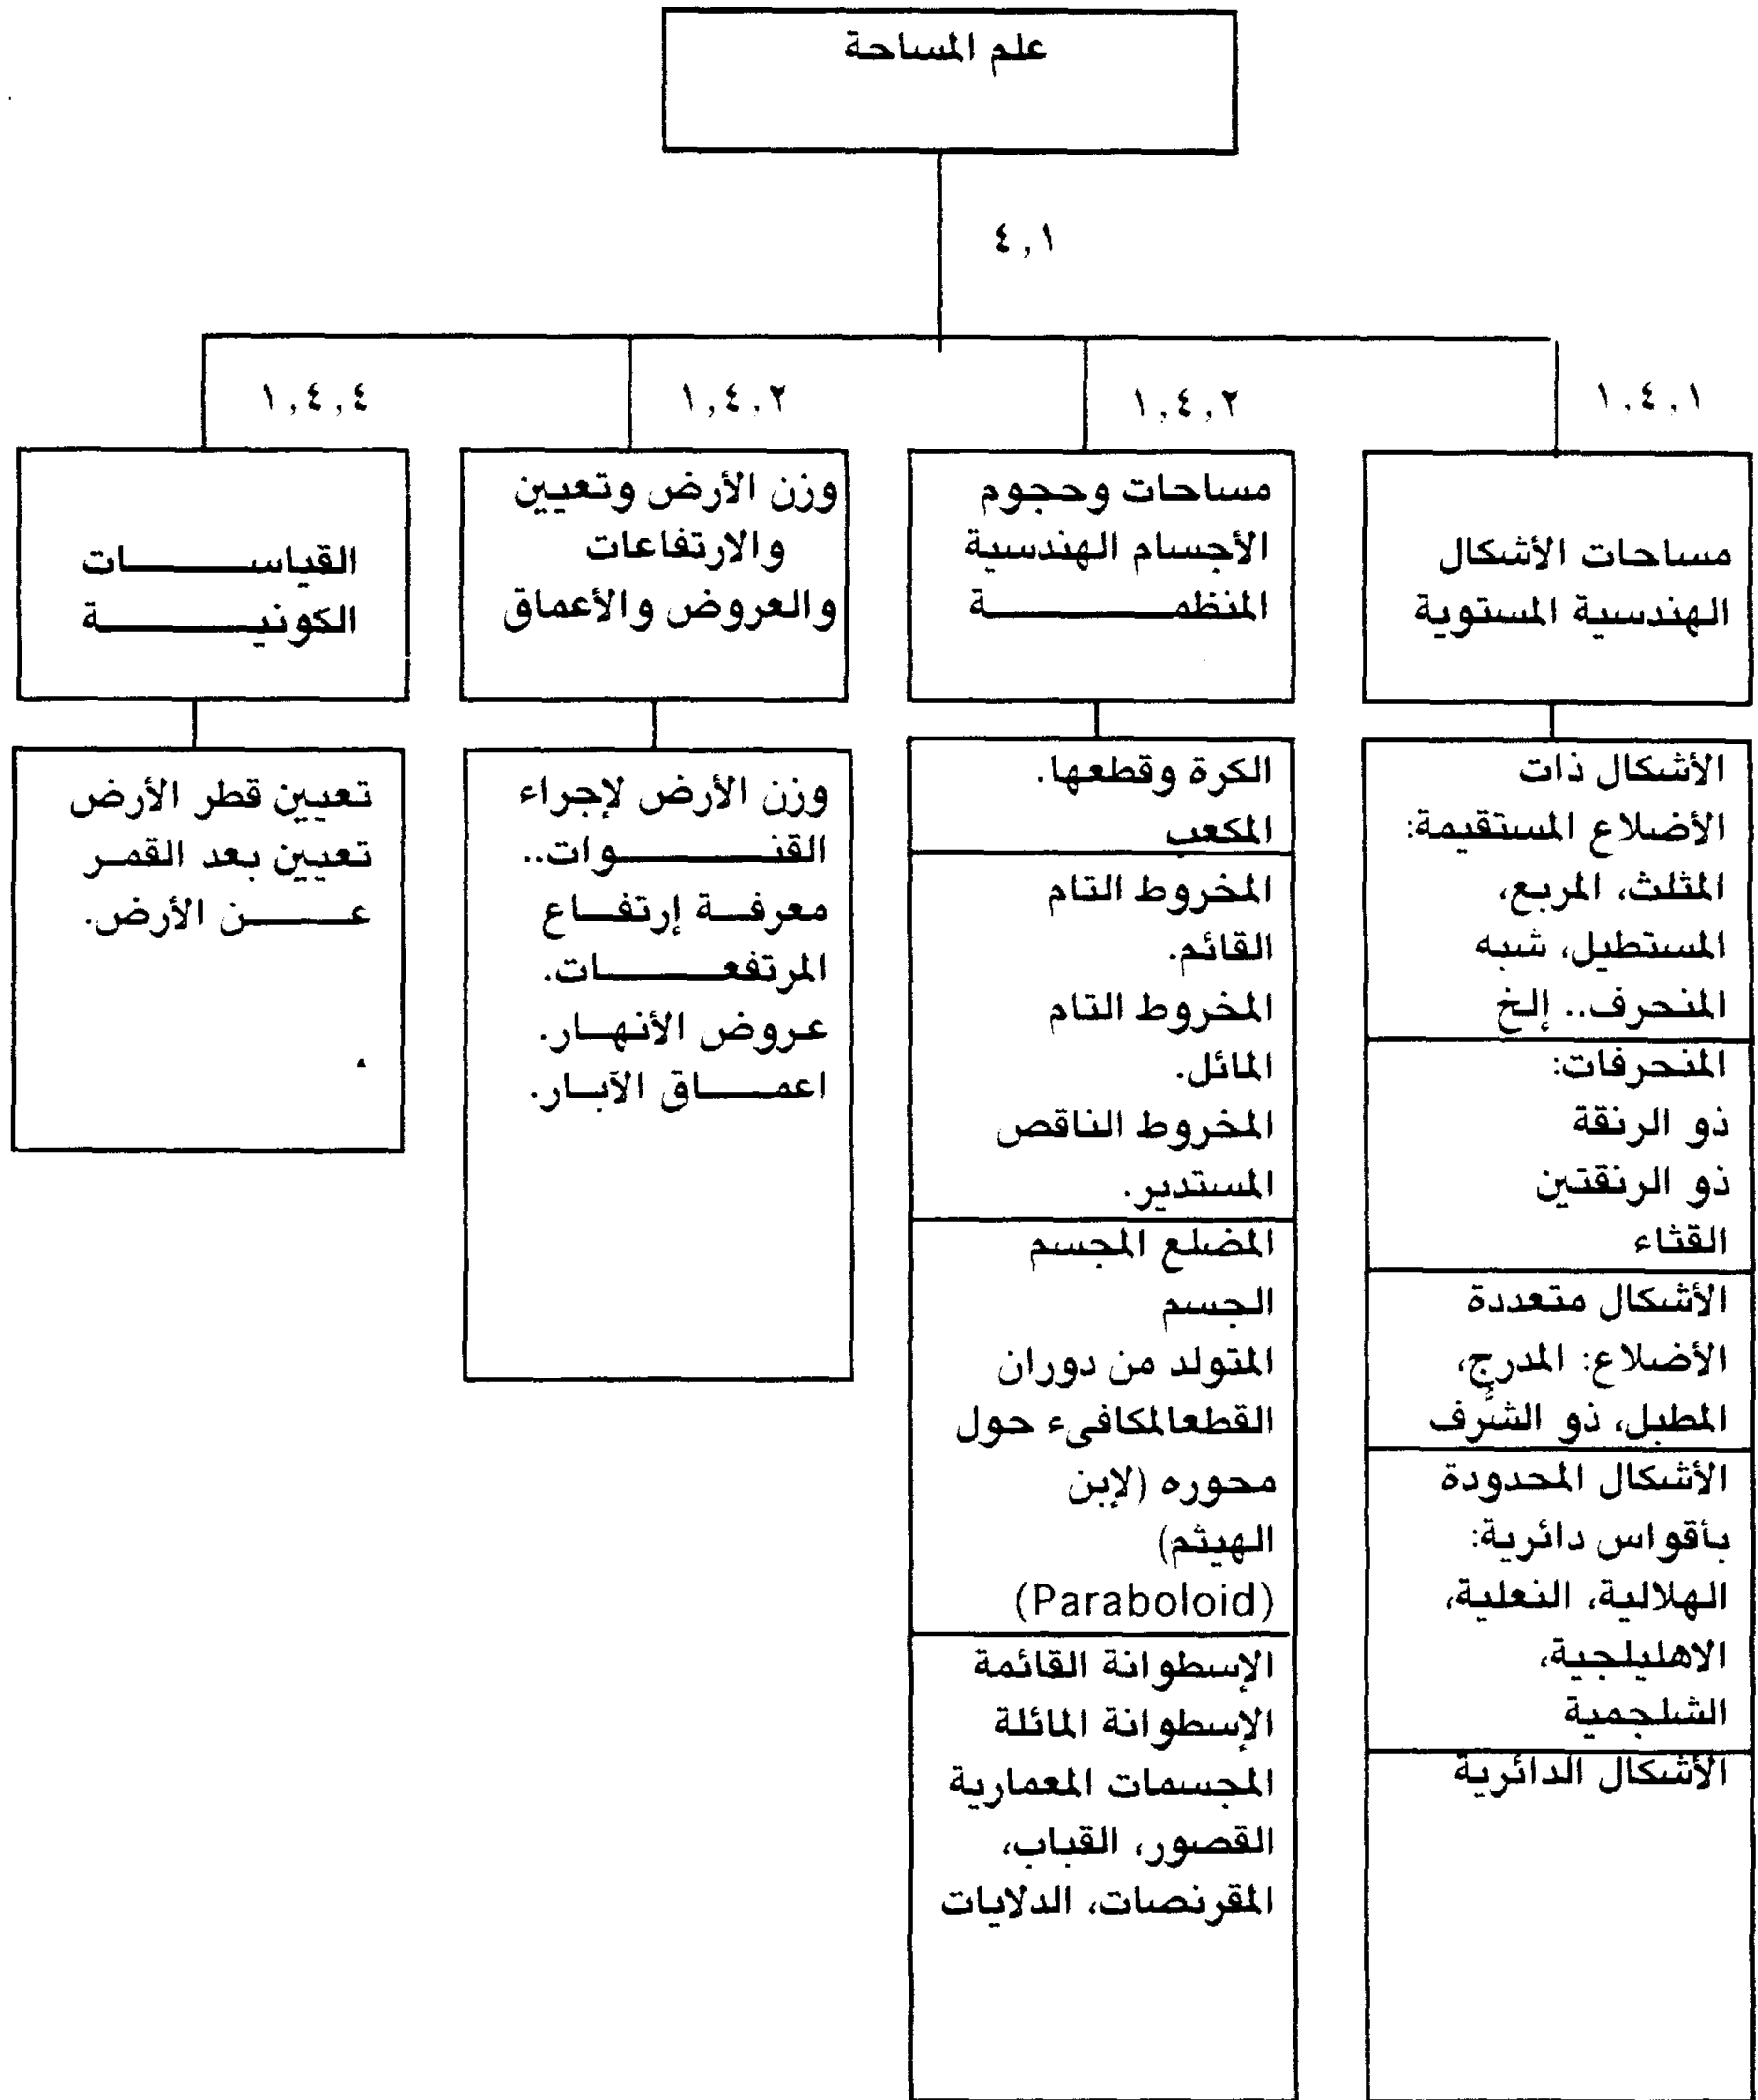 علم المساحة
٤,١
١,٤,١
مساحات الأشكال
الهندسية المستوية
الأشكال ذات
الأضلاع المستقيمة:
المثلث، المربع،
المستطيل، شبه
المنحرف.. إلخ
المنحرفات:
ذو الرنقة
ذو الرنقتين
القثاء
الأشكال متعددة
الأضلاع: المدرج،
المطبل، ذو الشُرف
الأشكال المحدودة
بأقواس دائرية:
الهلالية، النعلية،
الاهليلجية،
الشلجمية
الأشكال الدائرية
١,٤,٢
مساحات وحجوم
الأجسام الهندسية
المنظمة
الكرة وقطعها.
المكعب
المخروط التام
القائم.
المخروط التام
المائل.
المخروط الناقص
المستدير.
المضلع المجسم
الجسم
المتولد من دوران
القطعالمكافىء حول
محوره (لإبن
الهيثم)
(Paraboloid)
الإسطوانة القائمة
الإسطوانة المائلة
المجسمات المعمارية
القصور، القباب،
المقرنصات، الدلايات
١,٤,٢
وزن الأرض وتعيين
والارتفاعات
والعروض والأعماق
وزن الأرض لإجراء
القنوات..
معرفة إرتفاع
المرتفعات.
عروض الأنهار.
اعماق الآبار.
١,٤,٤
القياسات
الكونية
تعيين قطر الأرض
تعيين بعد القمر
عن الأرض.